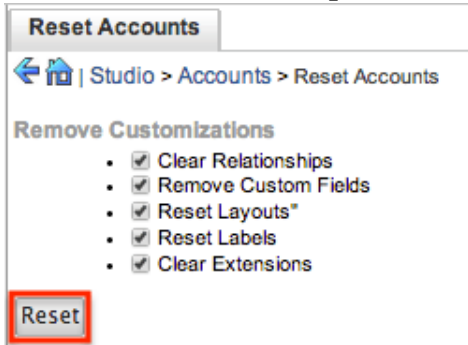 Reset Accounts
| Studio > Accounts > Reset Accounts
Remove Customizations
Clear Relationships
Remove Custom Fields
Reset Layouts*
Reset Labels
Clear Extensions
Reset